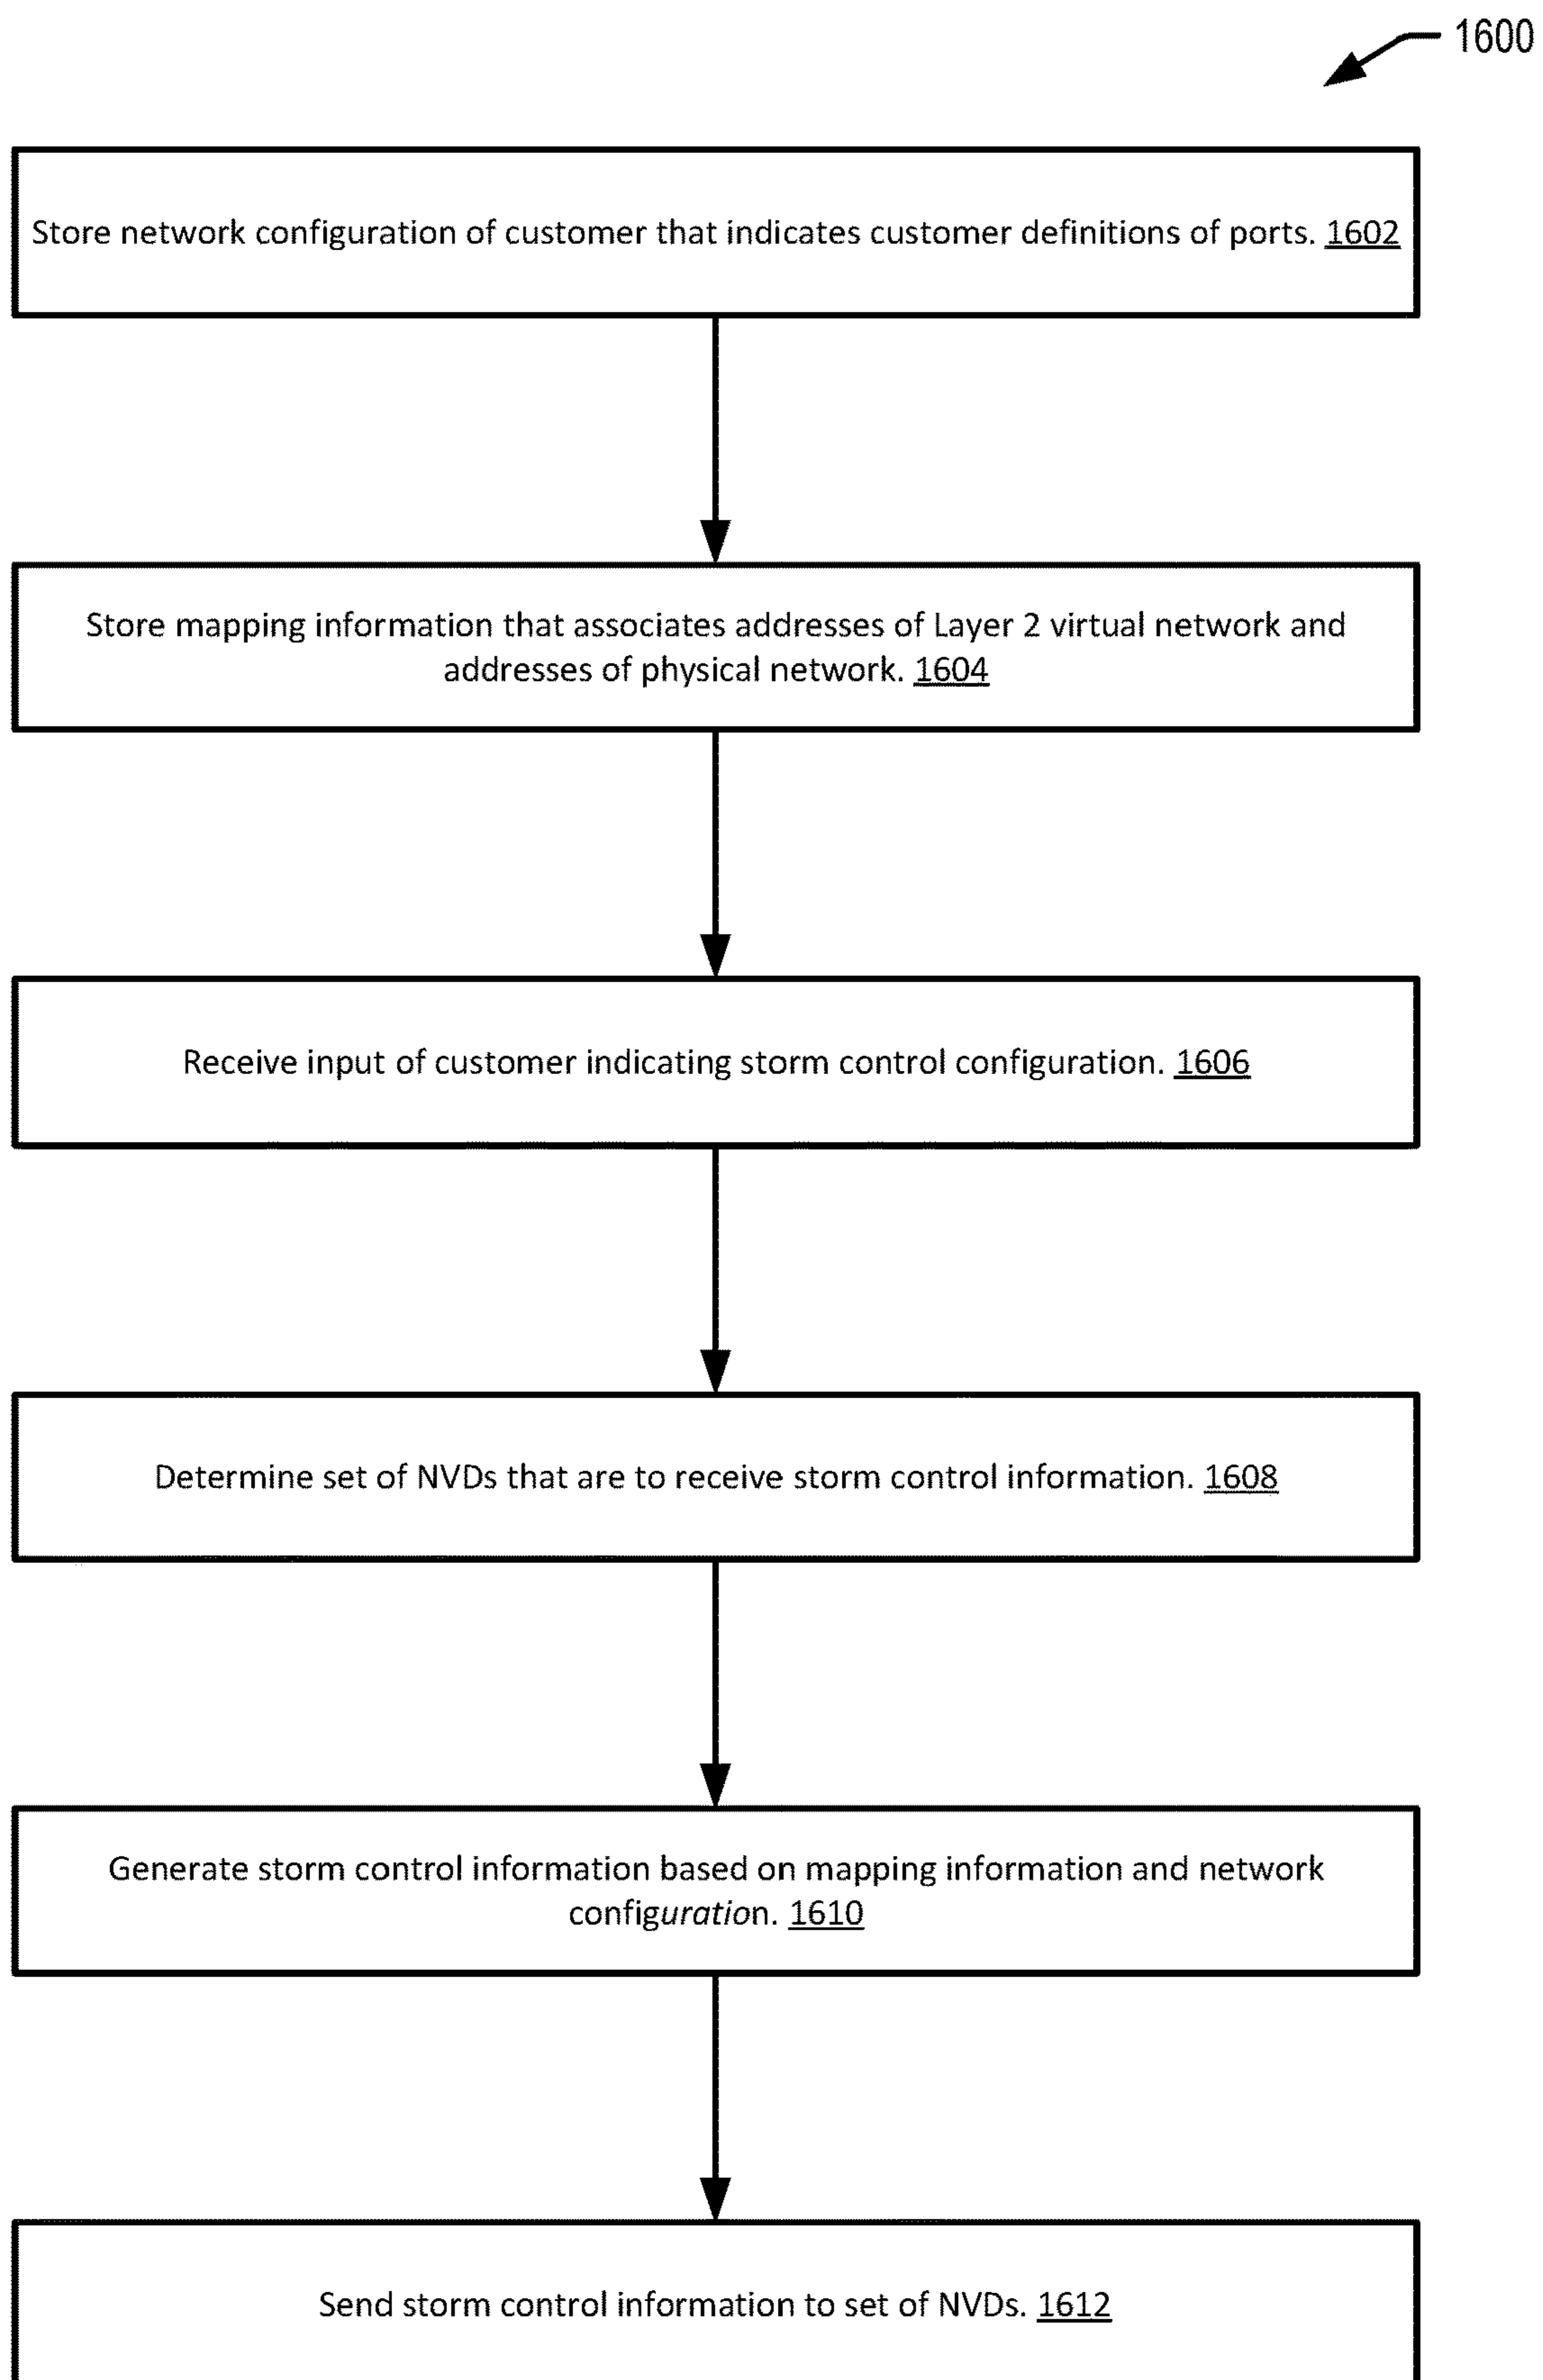 1600
Store network configuration of customer that indicates customer definitions of ports. 1602
Store mapping information that associates addresses of Layer 2 virtual network and
addresses of physical network. 1604
Receive input of customer indicating storm control configuration. 1606
Determine set of NVDs that are to receive storm control information. 1608
Generate storm control information based on mapping information and network
configuration. 1610
Send storm control information to set of NVDs. 1612